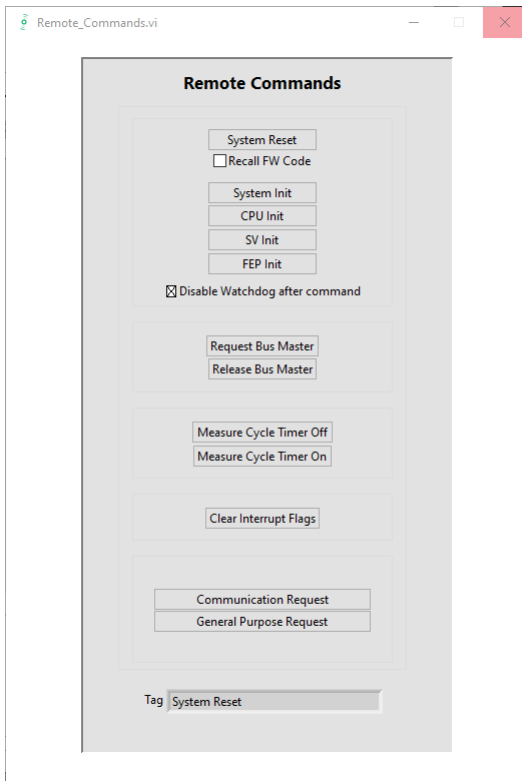 Remote_Commands.vi
Remote Commands
System Reset
Recall FW Code
System Init
CPU Init
SV Init
FEP Init
Disable Watchdog after command
Request Bus Master
Release Bus Master
Measure Cycle Timer Off
Measure Cycle Timer On
Clear Interrupt Flags
Communication Request
General Purpose Request
Tag System Reset